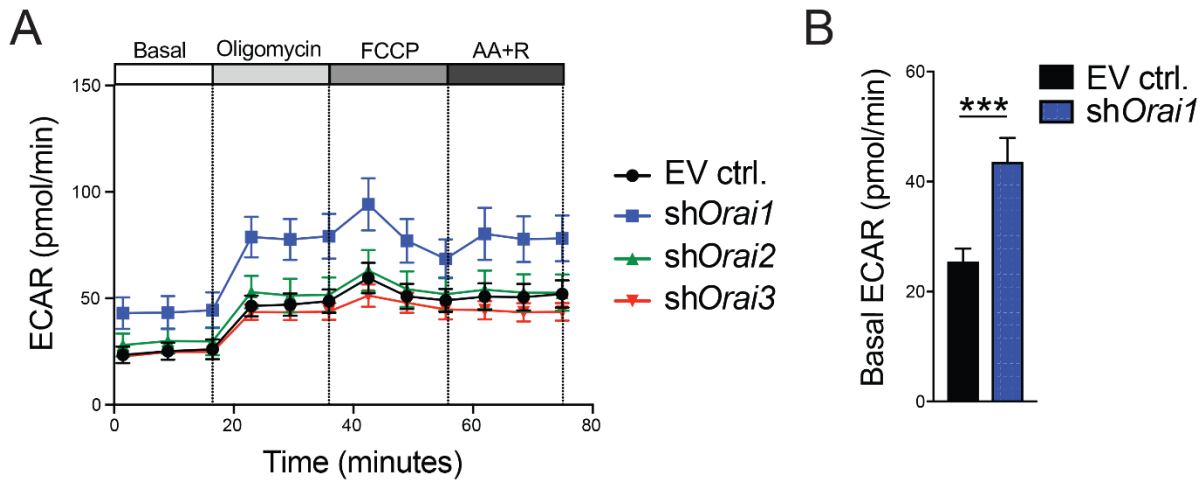 A
Basal Oligomycin FCCP AA+R
150
100
50
0
0 20 40 60 80
ECAR (pmol/min)
Time (minutes)
EV ctrl.
shOrai1
shOrai2
shOrai3
B
60
40
20
0
Basal ECAR (pmol/min)
***
EV ctrl.
shOrai1